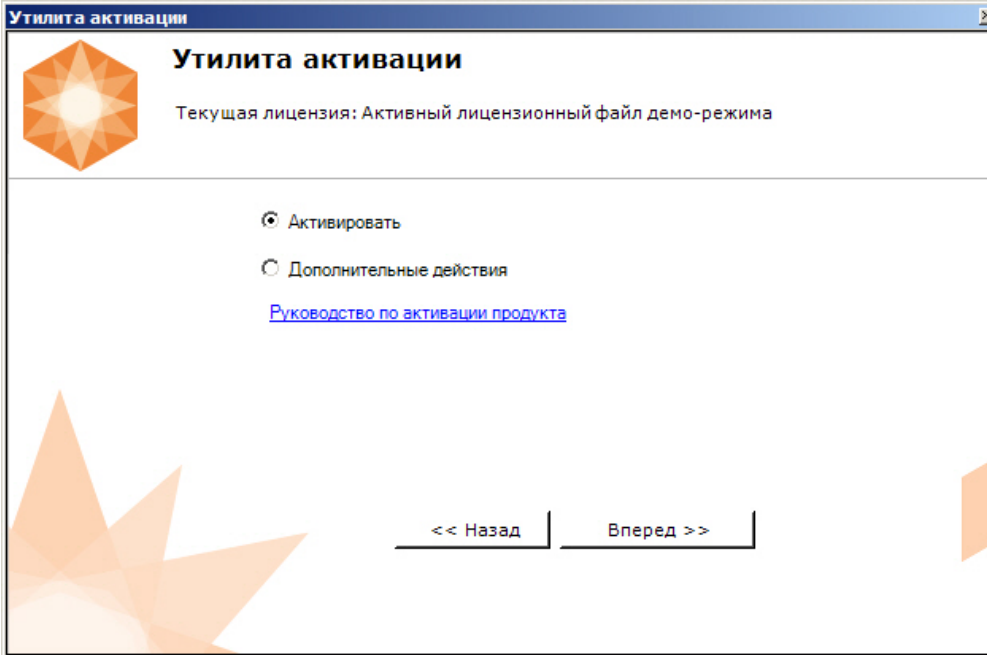 Утилита активации
Утилита активации
Текущая лицензия: Активный лицензионный файл демо-режима
Активировать
Дополнительные действия
Руководство по активации продукта
<< Назад
Вперед >>